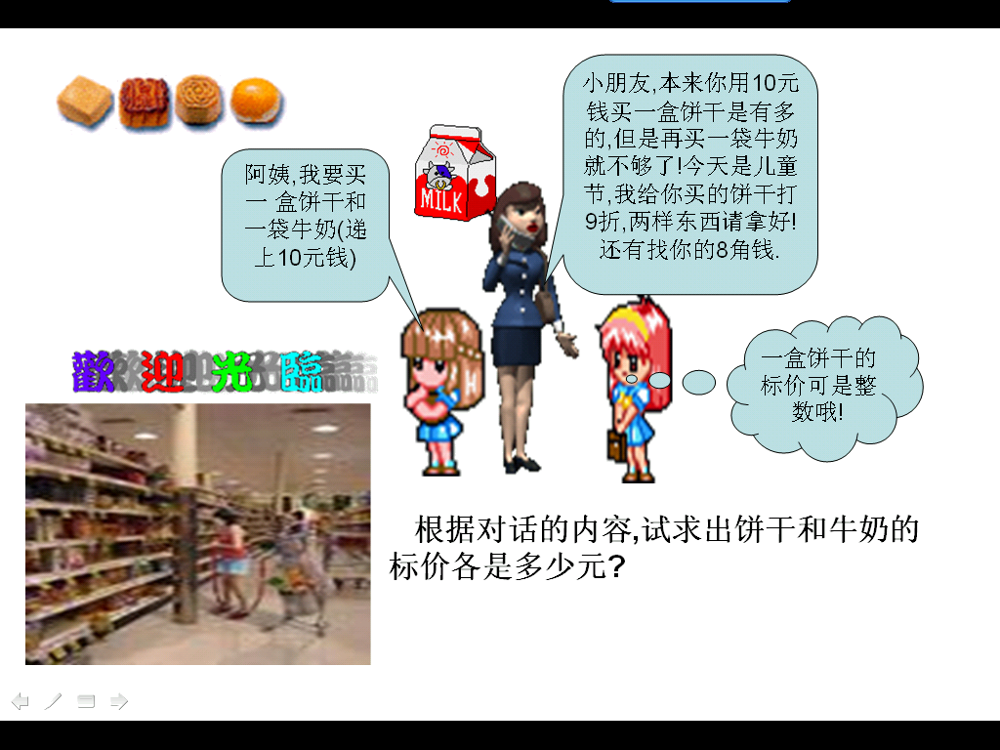 小朋友,本来你用10元
钱买一盒饼干是有多
的,但是再买一袋牛奶
就不够了!今天是儿童
节,我给你买的饼干打
9折,两样东西请拿好!
还有找你的8角钱.
阿姨,我要买
一 盒饼干和
一袋牛奶(递
上10元钱)
MILK
一盒饼干的
标价可是整
数哦!
歡迎光臨
根据对话的内容,试求出饼干和牛奶的
标价各是多少元?